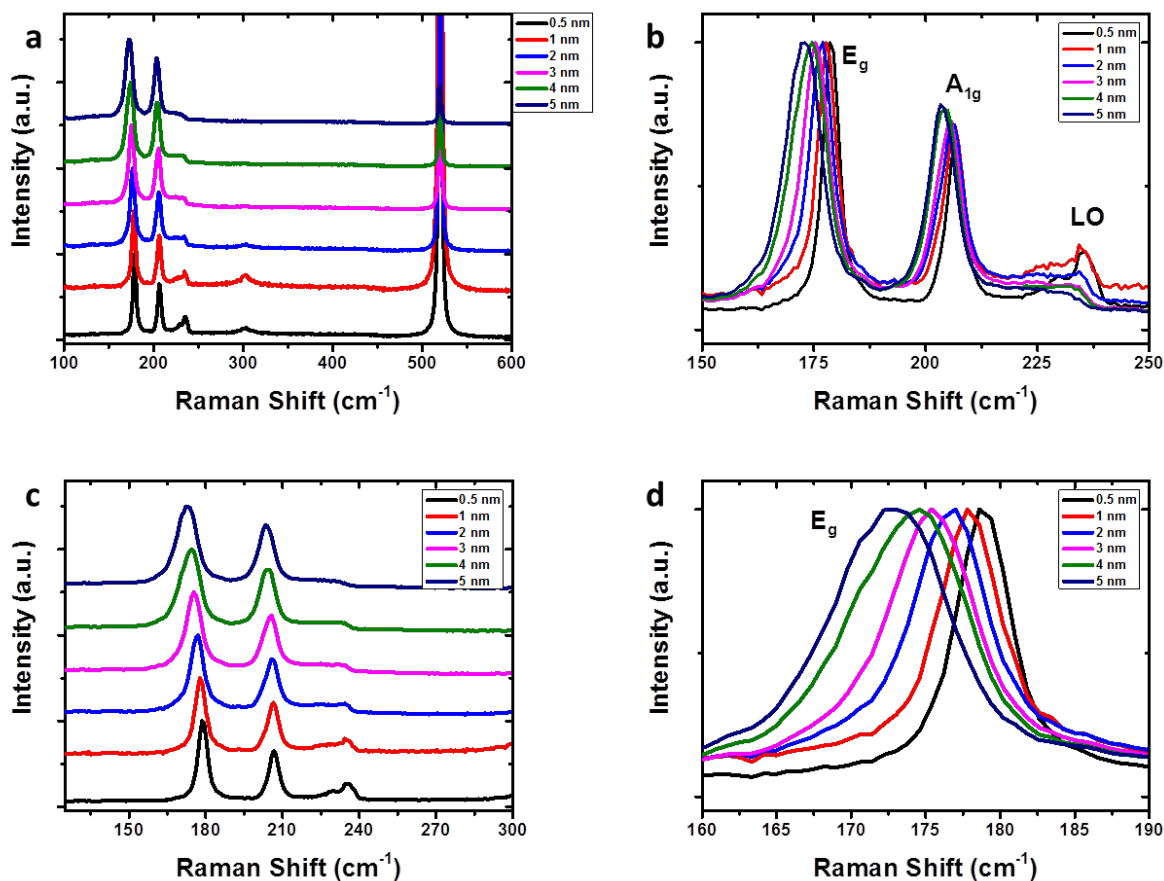 a
0.5 nm
1 nm
2 nm
3 nm
4 nm
5 nm
Intensity (a.u.)
100 200 300 400 500 600
Raman Shift (cm⁻¹)
b
E_g
A_1g
LO
0.5 nm
1 nm
2 nm
3 nm
4 nm
5 nm
Intensity (a.u.)
150 175 200 225 250
Raman Shift (cm⁻¹)
c
0.5 nm
1 nm
2 nm
3 nm
4 nm
5 nm
Intensity (a.u.)
150 180 210 240 270 300
Raman Shift (cm⁻¹)
d
E_g
0.5 nm
1 nm
2 nm
3 nm
4 nm
5 nm
Intensity (a.u.)
160 165 170 175 180 185 190
Raman Shift (cm⁻¹)